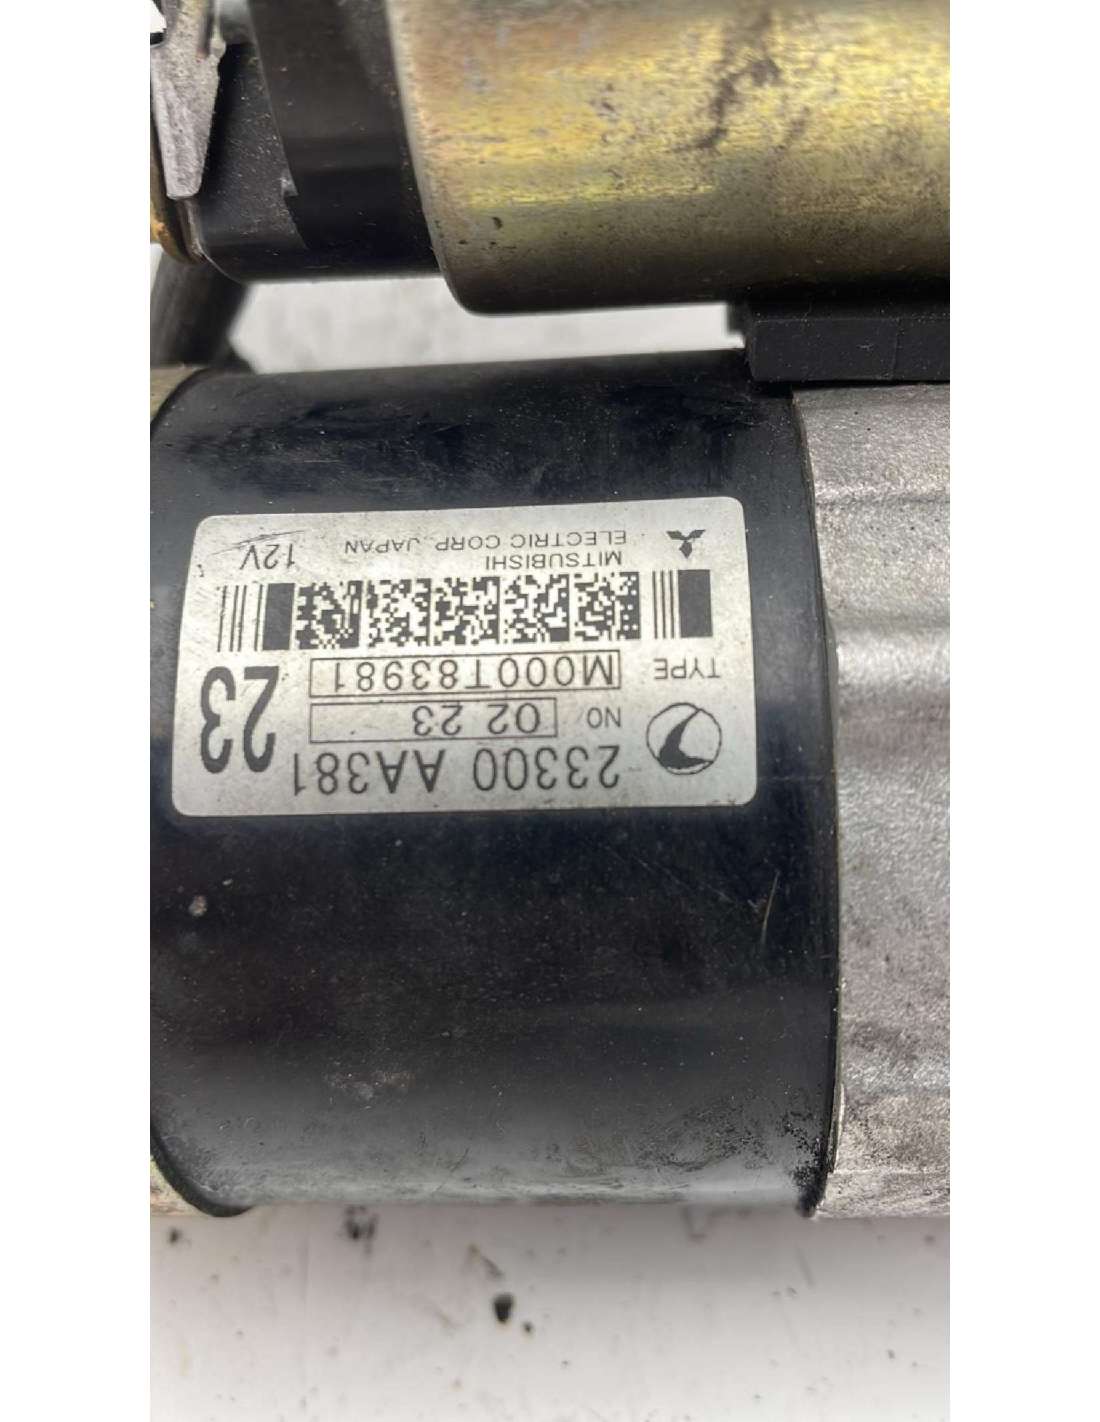 23300 AA381
NO 02 23
23
TYPE M000T83981
MITSUBISHI
ELECTRIC CORP. JAPAN 12V